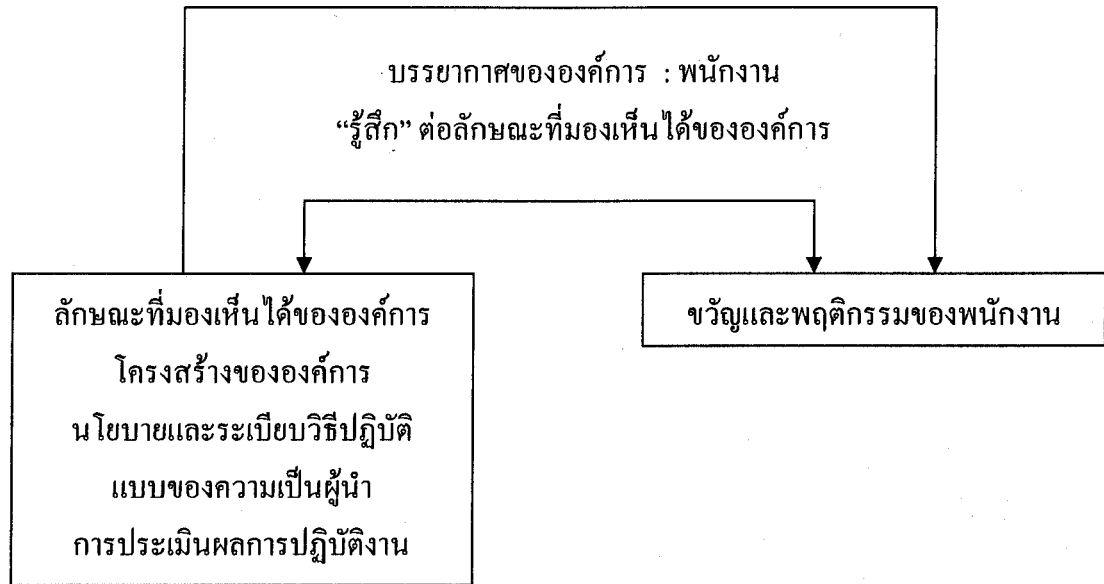 บรรยากาศขององค์การ : พนักงาน
“รู้สึก” ต่อลักษณะที่มองเห็นได้ขององค์การ
ลักษณะที่มองเห็นได้ขององค์การ
โครงสร้างขององค์การ
นโยบายและระเบียบวิธีปฏิบัติ
แบบของความเป็นผู้นำ
การประเมินผลการปฏิบัติงาน
ขวัญและพฤติกรรมของพนักงาน